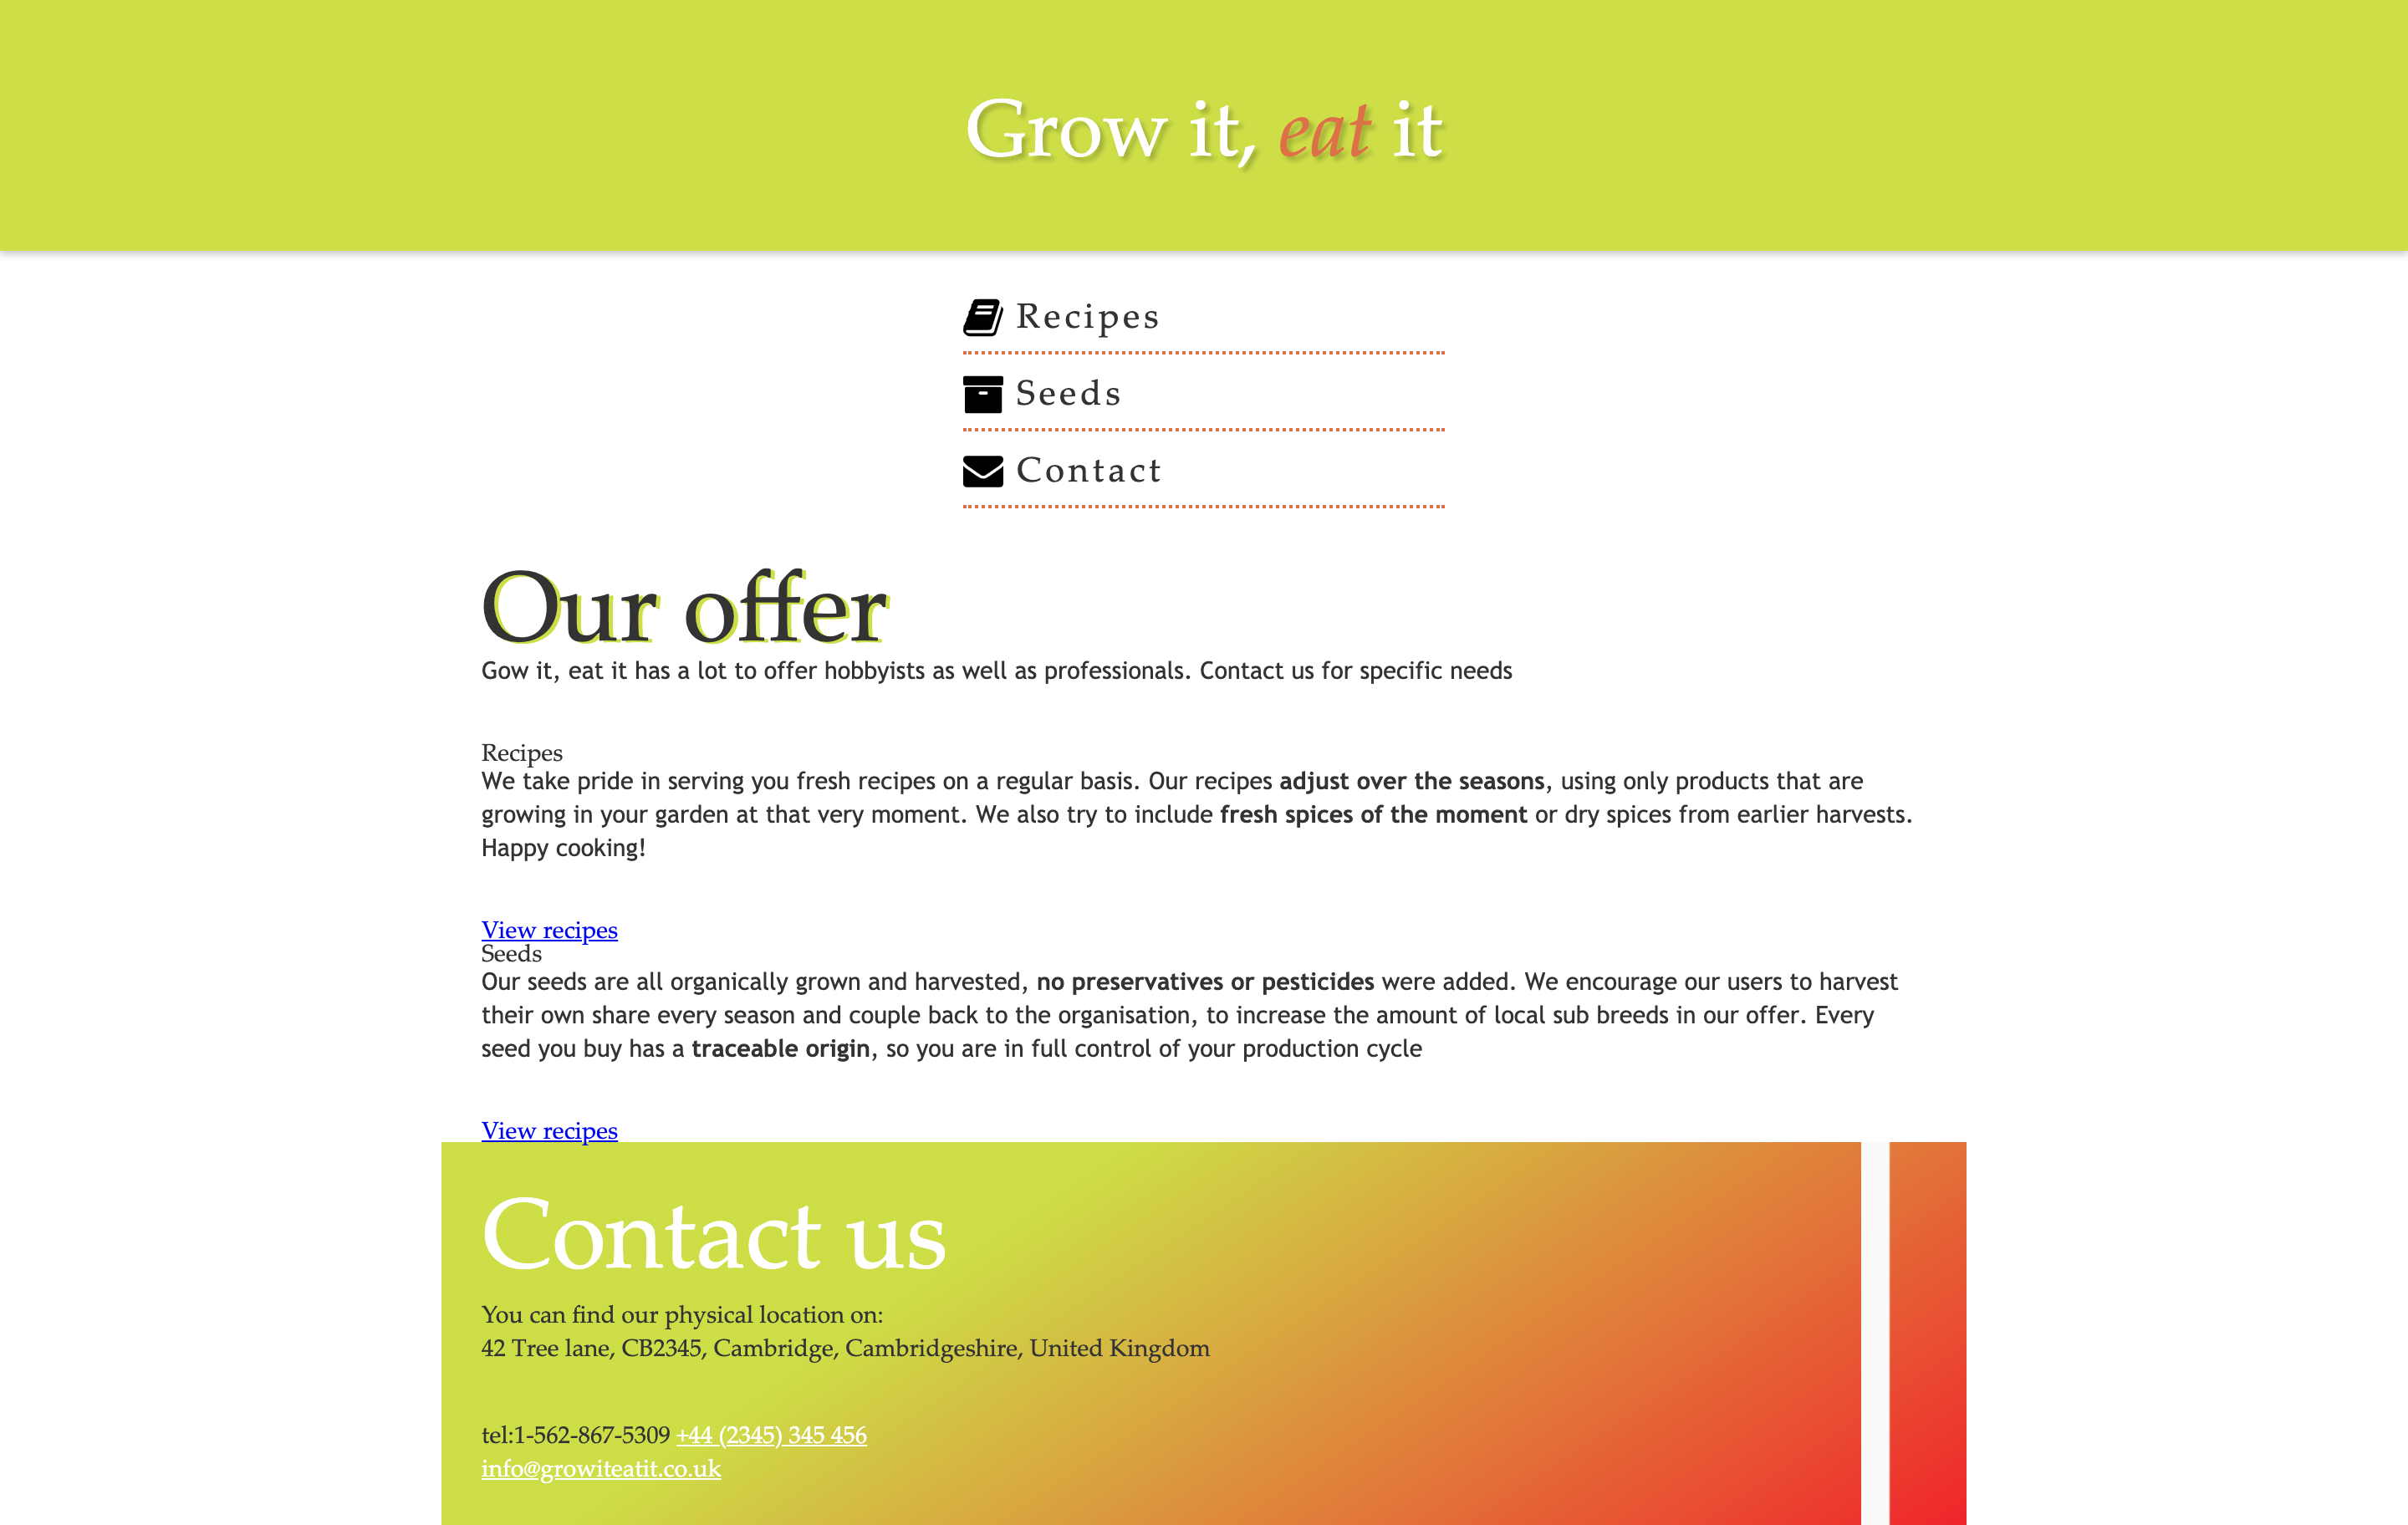 Grow it, eat it
Recipes
Seeds
Contact
Our offer
Gow it, eat it has a lot to offer hobbyists as well as professionals. Contact us for specific needs
Recipes
We take pride in serving you fresh recipes on a regular basis. Our recipes adjust over the seasons, using only products that are
growing in your garden at that very moment. We also try to include fresh spices of the moment or dry spices from earlier harvests.
Happy cooking!
View recipes
Seeds
Our seeds are all organically grown and harvested, no preservatives or pesticides were added. We encourage our users to harvest
their own share every season and couple back to the organisation, to increase the amount of local sub breeds in our offer. Every
seed you buy has a traceable origin, so you are in full control of your production cycle
View recipes
Contact us
You can find our physical location on:
42 Tree lane, CB2345, Cambridge, Cambridgeshire, United Kingdom
tel:1-562-867-5309 +44 (2345) 345 456
info@growiteatit.co.uk